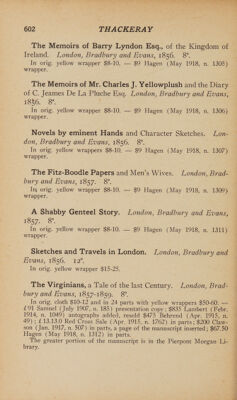 602 THACKERAY
The Memoirs of Barry Lyndon Esq., of the Kingdom of
Ireland. London, Bradbury and Evans, 1856. 8°.
In orig. yellow wrapper $8-10. — $9 Hagen (May 1918, n. 1305)
wrapper.
The Memoirs of Mr. Charles J. Yellowplush and the Diary
of C. Jeames De La Pluche Esq. London, Bradbury and Evans,
1856. 8°.
In orig. yellow wrapper $8-10. — $9 Hagen (May 1918, n. 1306)
wrapper.
Novels by eminent Hands and Character Sketches. Lon-
don, Bradbury and Evans, 1856. 8°.
In orig. yellow wrappers $8-10. — $9 Hagen (May 1918, n. 1307)
wrapper.
The Fitz-Boodle Papers and Men's Wives. London, Brad-
bury and Evans, 1857. 8°.
In orig. yellow wrapper $8-10. — $9 Hagen (May 1918, n. 1309)
wrapper.
A Shabby Genteel Story. London, Bradbury and Evans,
1857. 8°.
In orig. yellow wrapper $8-10. — $9 Hagen (May 1918, n. 1311)
wrapper.
Sketches and Travels in London. London, Bradbury and
Evans, 1856. 12°.
In orig. yellow wrapper $15-25.
The Virginians, a Tale of the last Century. London, Brad-
bury and Evans, 1857-1859. 8°.
In orig. cloth $10-12 and in 24 parts with yellow wrappers $50-60. —
£91 Samuel (July 1907, n. 185) presentation copy; $835 Lambert (Febr.
1914, n. 1049) autographs added, resold $475 Behrend (Apr. 1915, n.
49); £13.13.0 Red Cross Sale (Apr. 1915, n. 1762) in parts; $200 Claw-
son (Jan. 1917, n. 507) in parts, a page of the manuscript inserted; $67.50
Hagen (May 1918, n. 1312) in parts.
The greater portion of the manuscript is in the Pierpont Morgan Li-
brary.